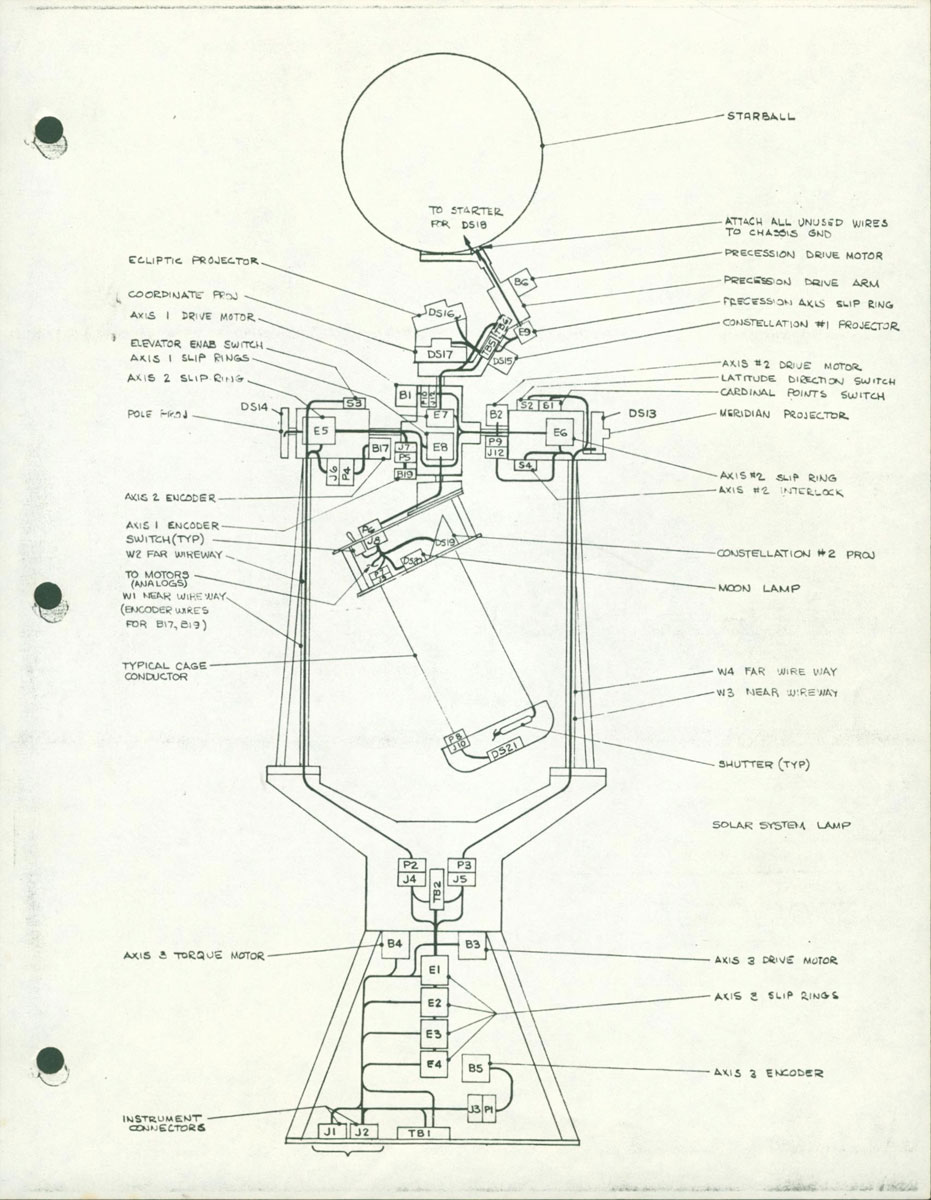 STARBALL
TO STARTER
FOR DS18
ATTACH ALL UNUSED WIRES
TO CHASSIS GND
ECLIPTIC PROJECTOR
PRECESSION DRIVE MOTOR
B6
COORDINATE PROJ
PRECESSION DRIVE ARM
AXIS 1 DRIVE MOTOR
DS16
TB6
E9
PRECESSION AXIS SLIP RING
DS17
TB5
DS15
CONSTELLATION #1 PROJECTOR
ELEVATOR ENAB SWITCH
AXIS 1 SLIP RINGS
AXIS #2 DRIVE MOTOR
LATITUDE DIRECTION SWITCH
AXIS 2 SLIP RING
CARDINAL POINTS SWITCH
B1
DS14
S3
E7
B2
S2
DS13
POLE PROJ
E5
E8
E6
MERIDIAN PROJECTOR
B17
J7
P9
P5
J12
J6
P4
B19
S4
AXIS #2 SLIP RING
AXIS 2 ENCODER
AXIS #2 INTERLOCK
AXIS 1 ENCODER
SWITCH (TYP)
J8
DS19
W2 FAR WIREWAY
DS20
CONSTELLATION #2 PROJ
TO MOTORS
(ANALOGS)
MOON LAMP
W1 NEAR WIREWAY
(ENCODER WIRES
FOR B17, B19)
TYPICAL CAGE
CONDUCTOR
W4 FAR WIRE WAY
W3 NEAR WIREWAY
P8
J10
DS21
SHUTTER (TYP)
SOLAR SYSTEM LAMP
P2
P3
J4
J5
TB2
B4
B3
AXIS 3 TORQUE MOTOR
AXIS 3 DRIVE MOTOR
E1
AXIS 3 SLIP RINGS
E2
E3
E4
B5
AXIS 3 ENCODER
J3 P1
INSTRUMENT
CONNECTORS
J1 J2 TB1